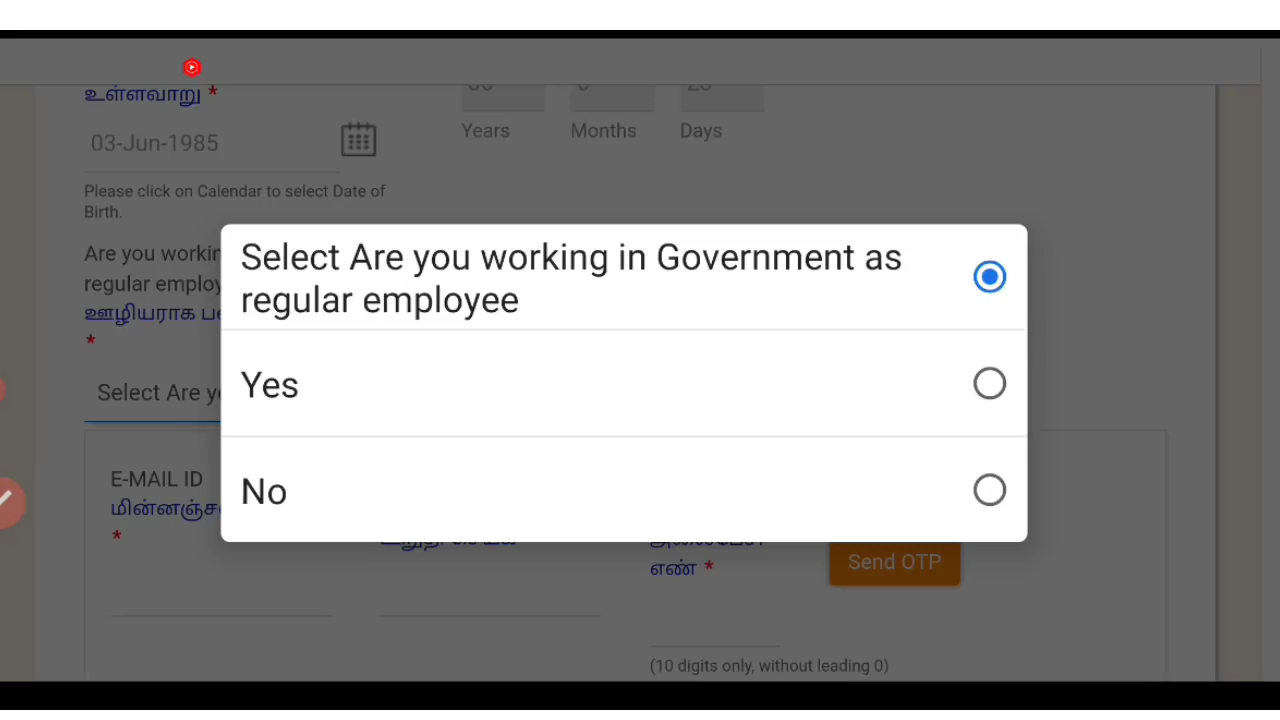 உள்ளவாறு *
03-Jun-1985
Years Months Days
Please click on Calendar to select Date of
Birth.
Are you workin
regular employ
ஊழியராக
*
Select Are
Select Are you working in Government as
regular employee
Yes
No
E-MAIL ID
*
எண் *
Send OTP
(10 digits only, without leading 0)